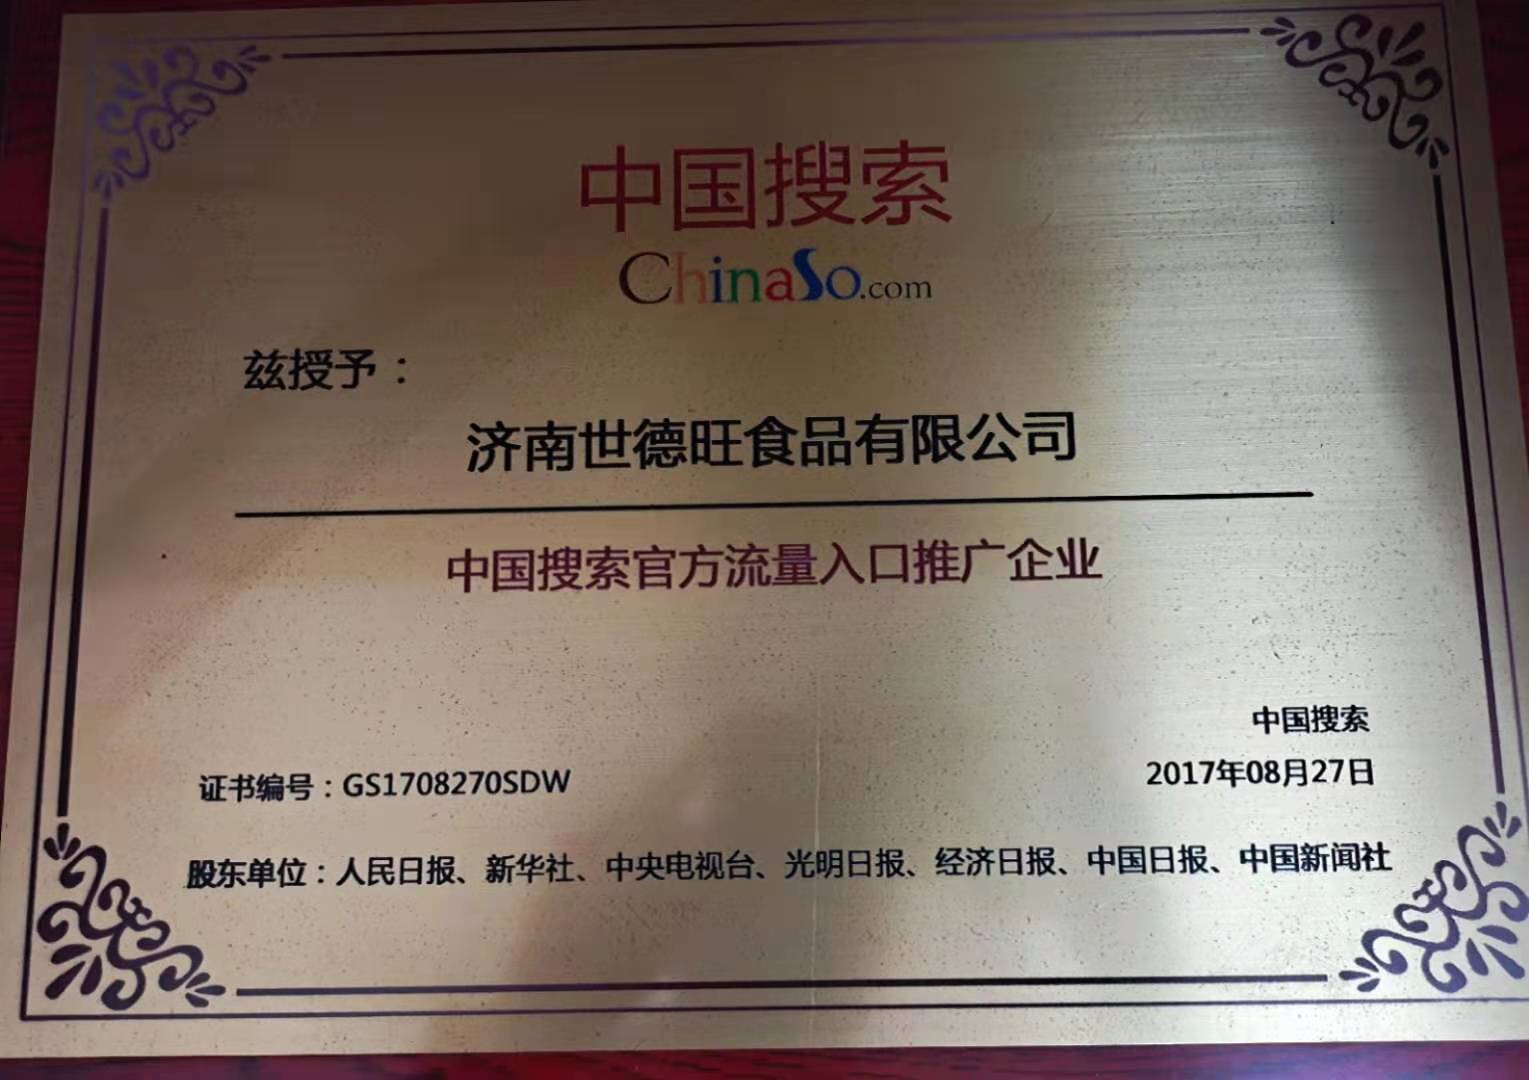 中国搜索
ChinaSo.com
兹授予：
济南世德旺食品有限公司
中国搜索官方流量入口推广企业
中国搜索
证书编号：GS1708270SDW
2017年08月27日
股东单位：人民日报、新华社、中央电视台、光明日报、经济日报、中国日报、中国新闻社